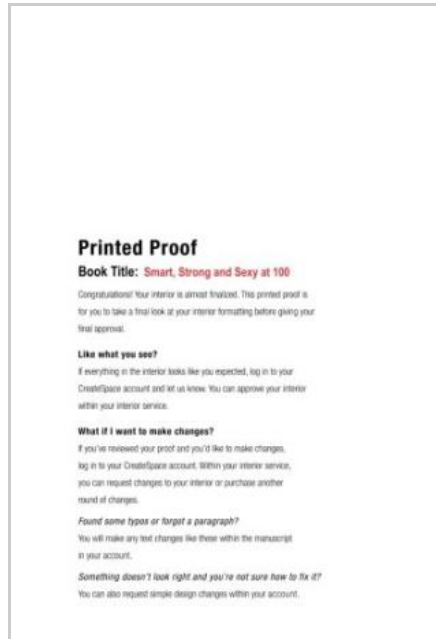 Printed Proof
Book Title: Smart, Strong and Sexy at 100
Congratulations! Your interior is almost finalized. This printed proof is
for you to take a final look at your interior formatting before giving your
final approval.
Like what you see?
If everything in the interior looks like you expected, log in to your
CreateSpace account and let us know. You can approve your interior
within your interior service.
What if I want to make changes?
If you've reviewed your proof and you'd like to make changes,
log in to your CreateSpace account. Within your interior service,
you can request changes to your interior or purchase another
round of changes.
Found some typos or forgot a paragraph?
You will make any text changes like these within the manuscript
in your account.
Something doesn't look right and you're not sure how to fix it?
You can also request simple design changes within your account.